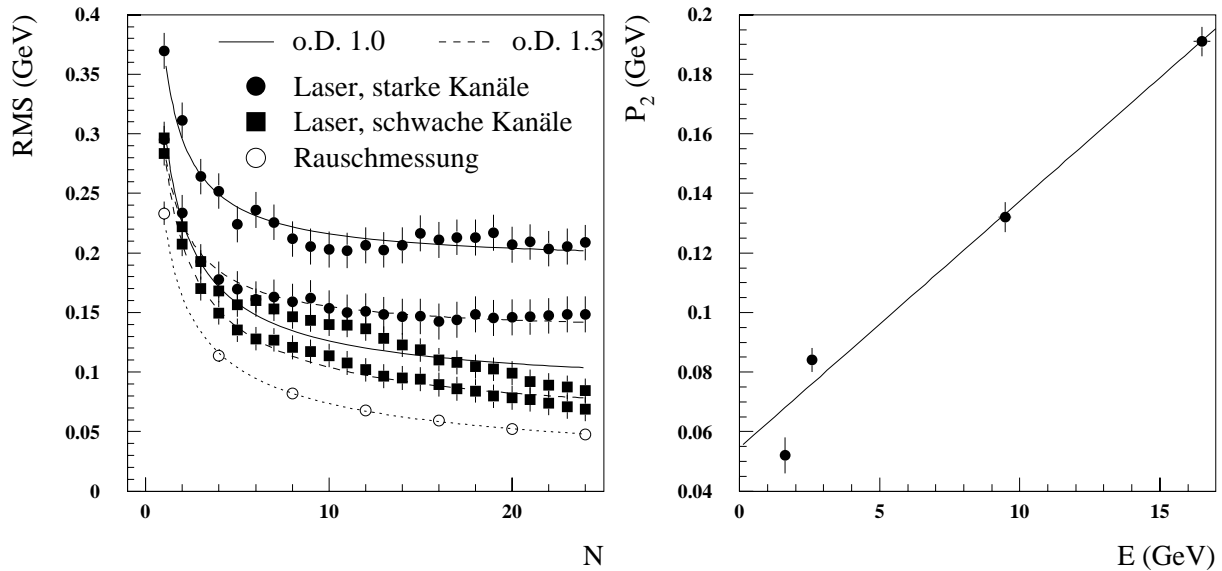 RMS (GeV)
0.4
0.35
0.3
0.25
0.2
0.15
0.1
0.05
0
o.D. 1.0
o.D. 1.3
Laser, starke Kanäle
Laser, schwache Kanäle
Rauschmessung
0
10
20
N
P2 (GeV)
0.2
0.18
0.16
0.14
0.12
0.1
0.08
0.06
0.04
0
5
10
15
E (GeV)